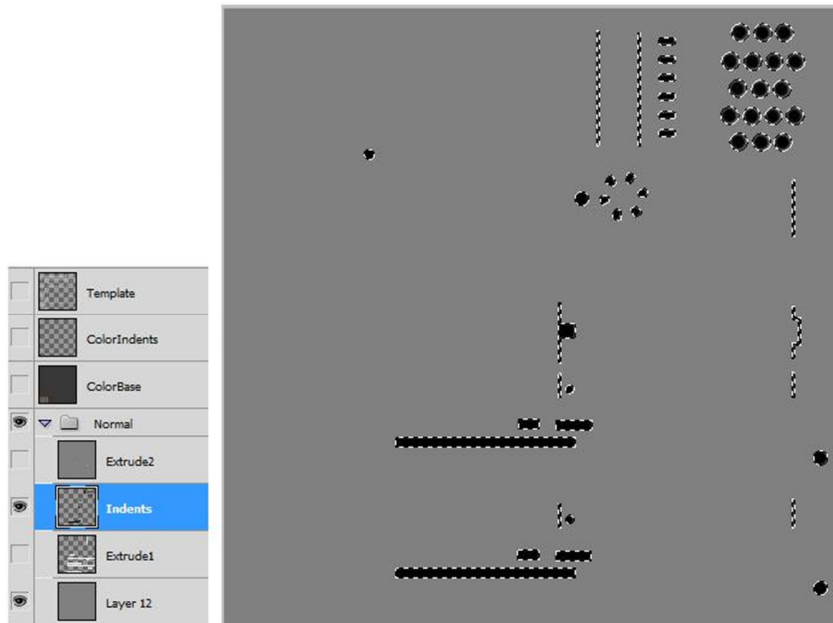 Template
ColorIndents
ColorBase
Normal
Extrude2
Indents
Extrude1
Layer 12